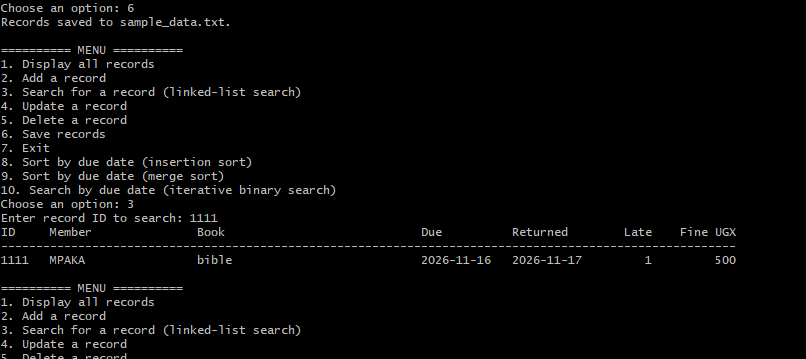 Choose an option: 6
Records saved to sample_data.txt.
========== MENU ==========
1. Display all records
2. Add a record
3. Search for a record (linked-list search)
4. Update a record
5. Delete a record
6. Save records
7. Exit
8. Sort by due date (insertion sort)
9. Sort by due date (merge sort)
10. Search by due date (iterative binary search)
Choose an option: 3
Enter record ID to search: 1111
ID Member Book Due Returned Late Fine UGX
---------------------------------------------------------------------------------------------------------
1111 MPAKA bible 2026-11-16 2026-11-17 1 500
========== MENU ==========
1. Display all records
2. Add a record
3. Search for a record (linked-list search)
4. Update a record
5. Delete a record